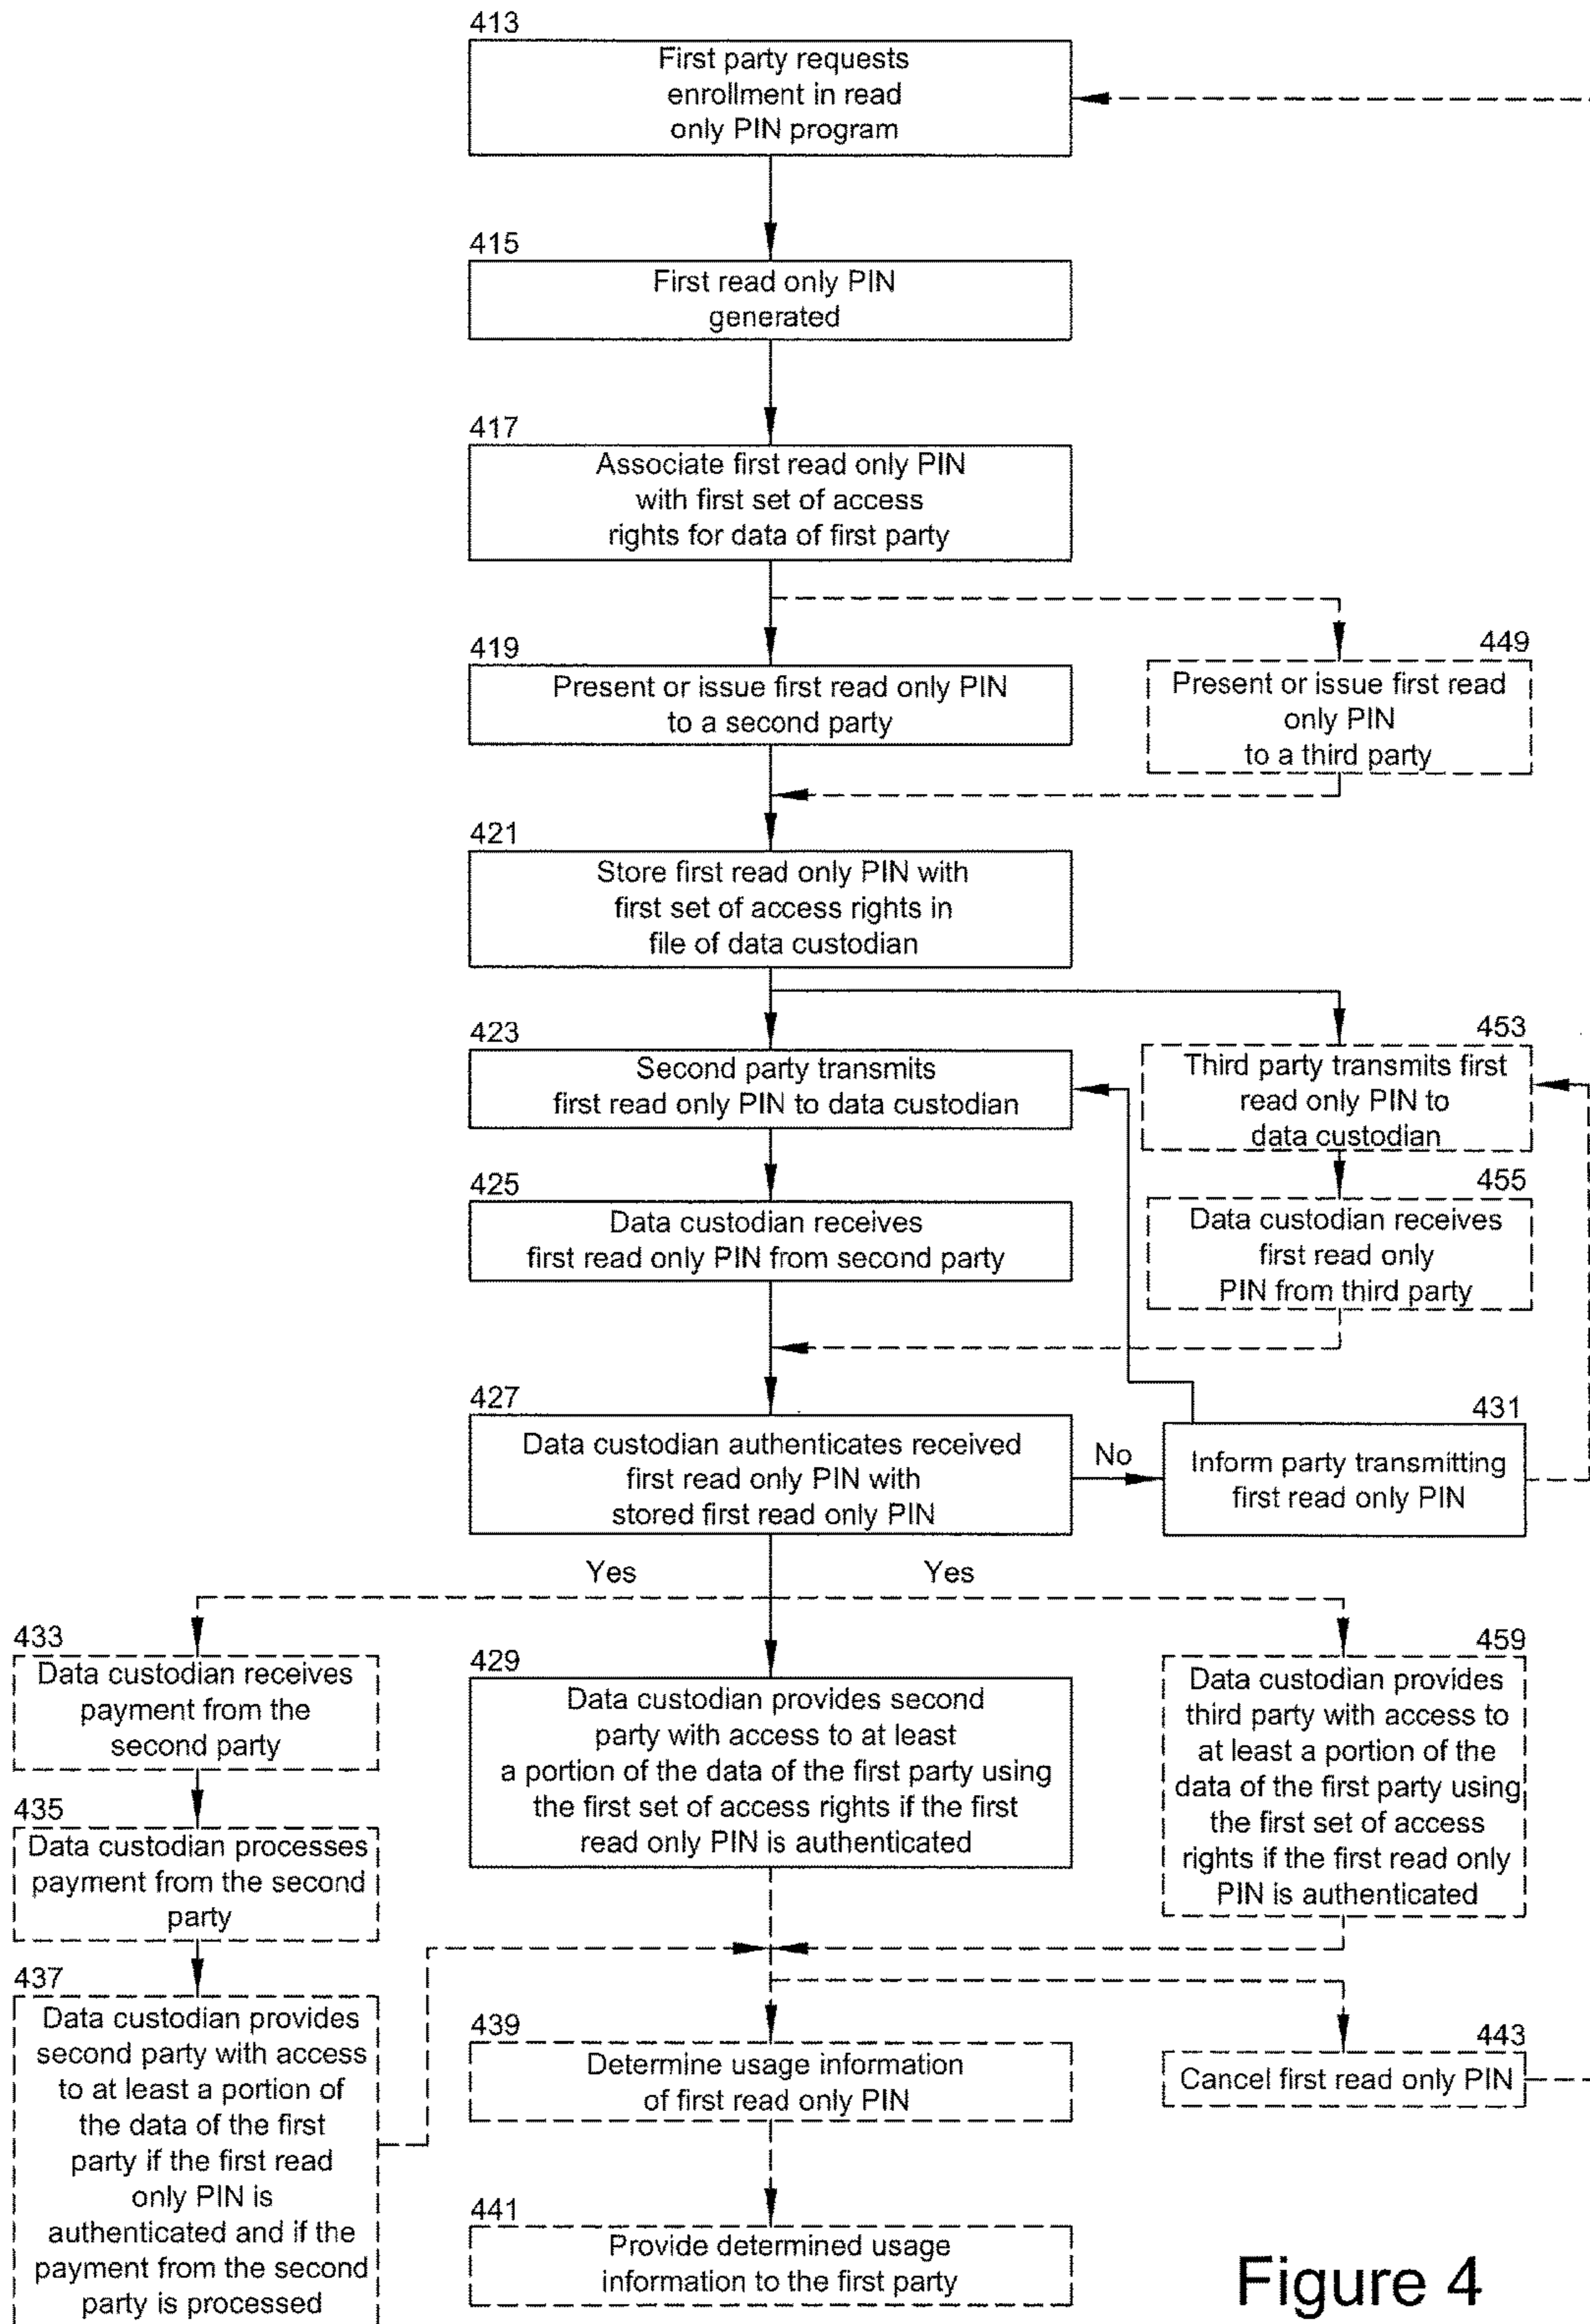 413
First party requests
enrollment in read
only PIN program
415
First read only PIN
generated
417
Associate first read only PIN
with first set of access
rights for data of first party
419
Present or issue first read only PIN
to a second party
449
Present or issue first read
only PIN
to a third party
421
Store first read only PIN with
first set of access rights in
file of data custodian
423
Second party transmits
first read only PIN to data custodian
453
Third party transmits first
read only PIN to
data custodian
425
Data custodian receives
first read only PIN from second party
455
Data custodian receives
first read only
PIN from third party
427
Data custodian authenticates received
first read only PIN with
stored first read only PIN
No
431
Inform party transmitting
first read only PIN
Yes
Yes
433
Data custodian receives
payment from the
second party
429
Data custodian provides second
party with access to at least
a portion of the data of the first party using
the first set of access rights if the first
read only PIN is authenticated
459
Data custodian provides
third party with access to
at least a portion of the
data of the first party using
the first set of access
rights if the first read only
PIN is authenticated
435
Data custodian processes
payment from the second
party
437
Data custodian provides
second party with access
to at least a portion of
the data of the first
party if the first read
only PIN is
authenticated and if the
payment from the second
party is processed
439
Determine usage information
of first read only PIN
443
Cancel first read only PIN
441
Provide determined usage
information to the first party
Figure 4